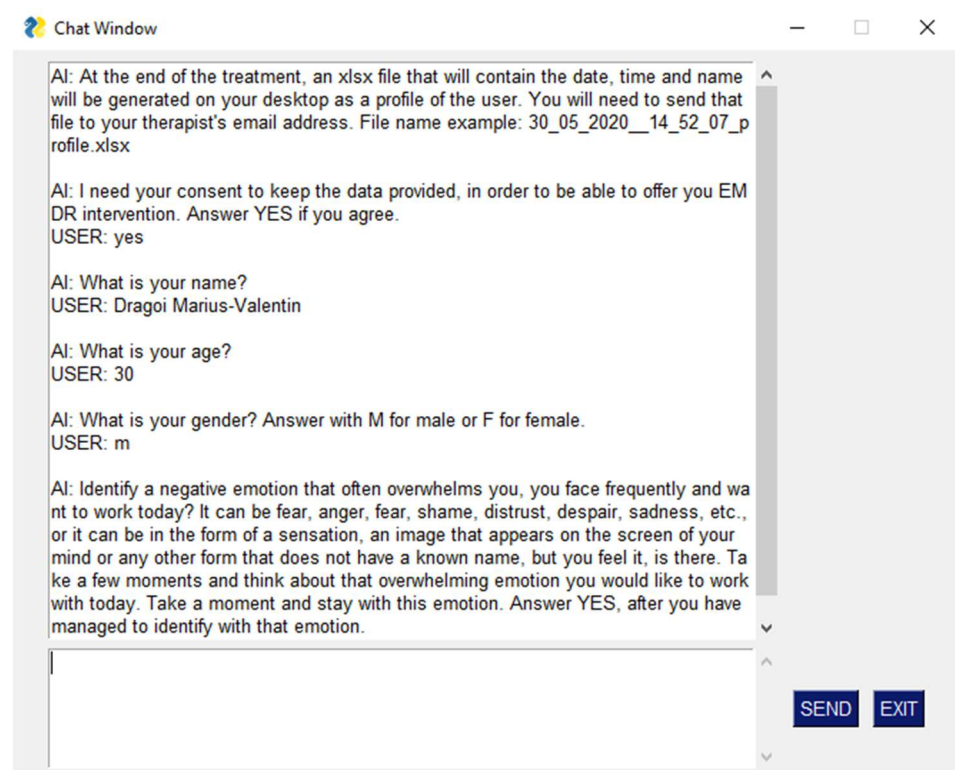 Chat Window
AI: At the end of the treatment, an xlsx file that will contain the date, time and name
will be generated on your desktop as a profile of the user. You will need to send that
file to your therapist's email address. File name example: 30_05_2020__14_52_07_p
rofile.xlsx
AI: I need your consent to keep the data provided, in order to be able to offer you EM
DR intervention. Answer YES if you agree.
USER: yes
AI: What is your name?
USER: Dragoi Marius-Valentin
AI: What is your age?
USER: 30
AI: What is your gender? Answer with M for male or F for female.
USER: m
AI: Identify a negative emotion that often overwhelms you, you face frequently and wa
nt to work today? It can be fear, anger, fear, shame, distrust, despair, sadness, etc.,
or it can be in the form of a sensation, an image that appears on the screen of your
mind or any other form that does not have a known name, but you feel it, is there. Ta
ke a few moments and think about that overwhelming emotion you would like to work
with today. Take a moment and stay with this emotion. Answer YES, after you have
managed to identify with that emotion.
SEND EXIT